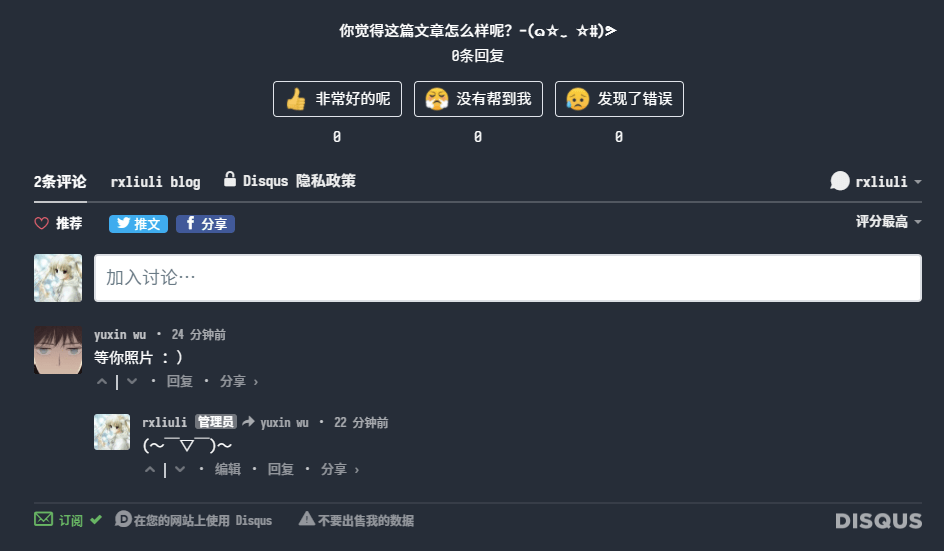 你觉得这篇文章怎么样呢？
0条回复
非常好的呢 没有帮到我 发现了错误
0 0 0
2条评论 rxliuli blog Disqus 隐私政策 rxliuli
推荐 推文 分享 评分最高
加入讨论…
yuxin wu • 24 分钟前
等你照片 ：)
回复 • 分享 ›
rxliuli 管理员 yuxin wu • 22 分钟前
(～￣▽￣)～
编辑 • 回复 • 分享 ›
订阅 在您的网站上使用 Disqus 不要出售我的数据 DISQUS